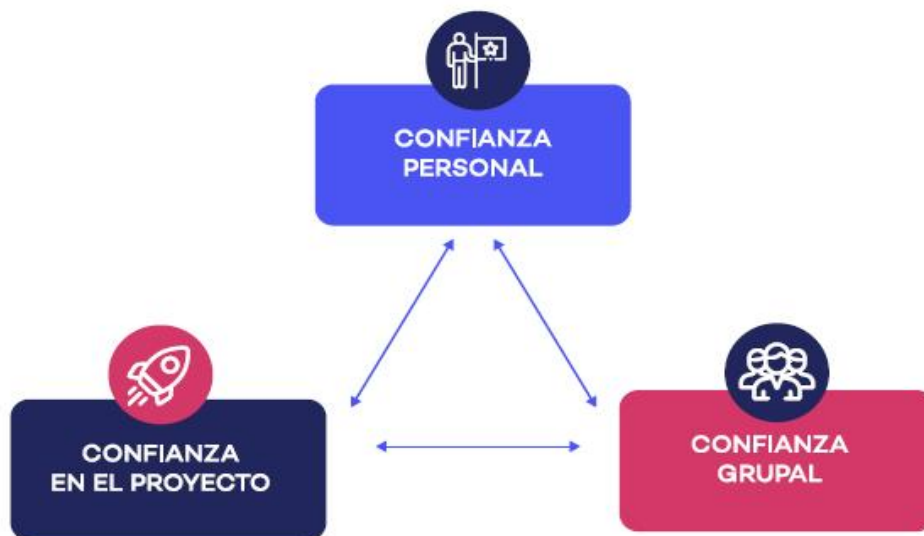 CONFIANZA
PERSONAL
CONFIANZA
EN EL PROYECTO
CONFIANZA
GRUPAL